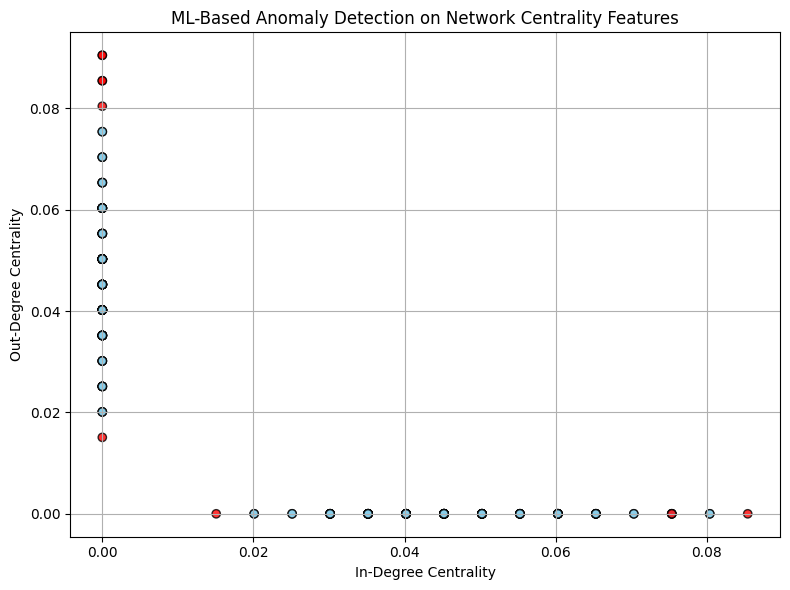 ML-Based Anomaly Detection on Network Centrality Features
Out-Degree Centrality
0.08
0.06
0.04
0.02
0.00
0.00 0.02 0.04 0.06 0.08
In-Degree Centrality